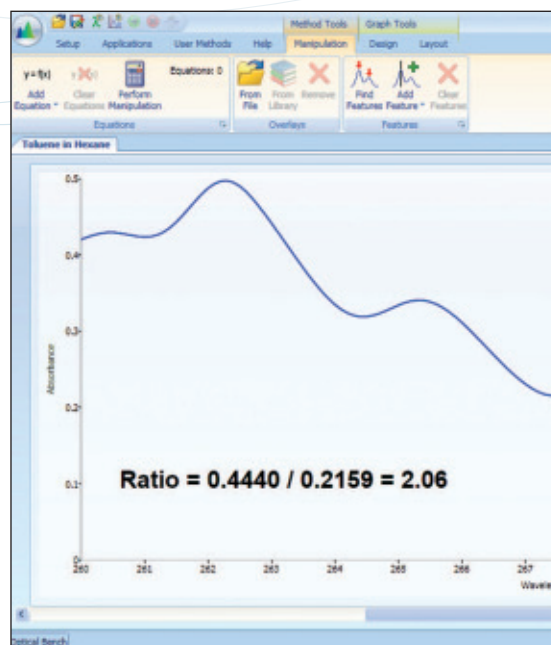 Method Tools Graph Tools
Setup Applications User Methods Help Manipulation Design Layout
y=f(x) Equations: 0
Add Equation Clear Equations Perform Manipulation From File From Library Remove Find Features Add Feature Clear Features
Equations Overlays Features
Toluene in Hexane
0.5
0.4
0.3
Absorbance
0.2
Ratio = 0.4440 / 0.2159 = 2.06
0.1
0
260 261 262 263 264 265 266 267
Optical Bench